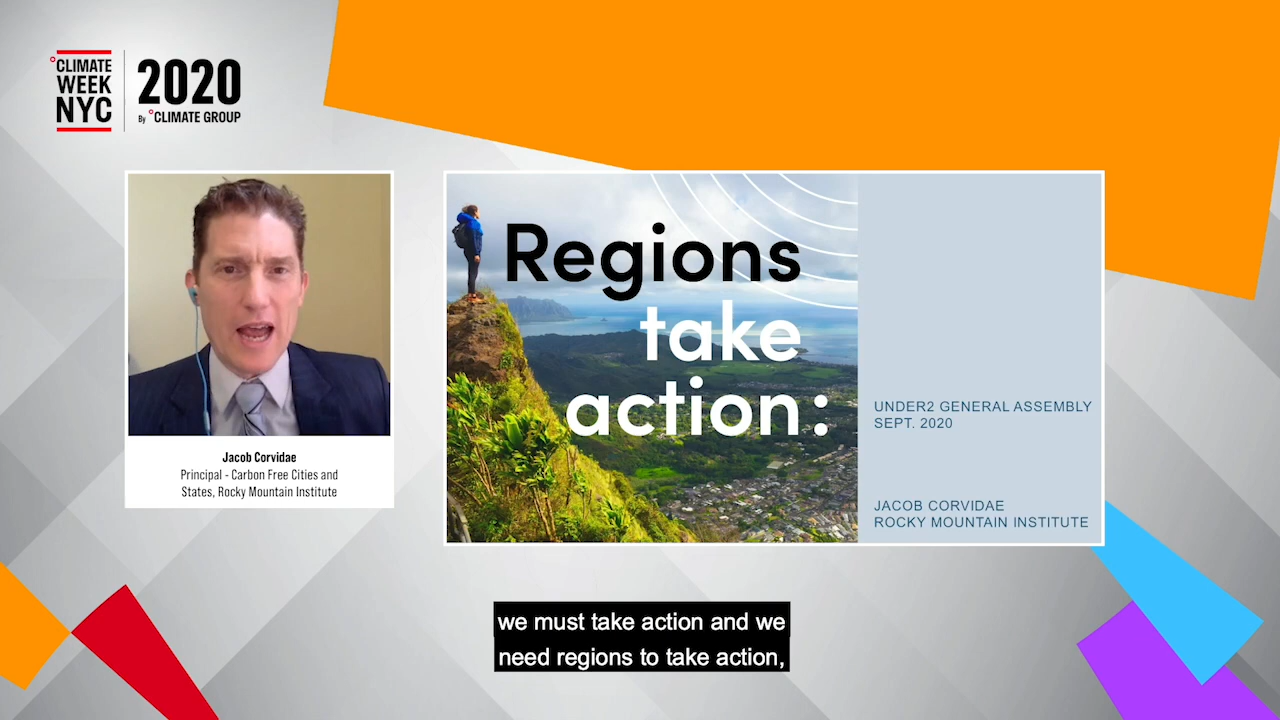 °CLIMATE
WEEK
NYC
2020
By °CLIMATE GROUP
Jacob Corvidae
Principal - Carbon Free Cities and
States, Rocky Mountain Institute
Regions
take
action:
UNDER2 GENERAL ASSEMBLY
SEPT. 2020
JACOB CORVIDAE
ROCKY MOUNTAIN INSTITUTE
we must take action and we
need regions to take action,